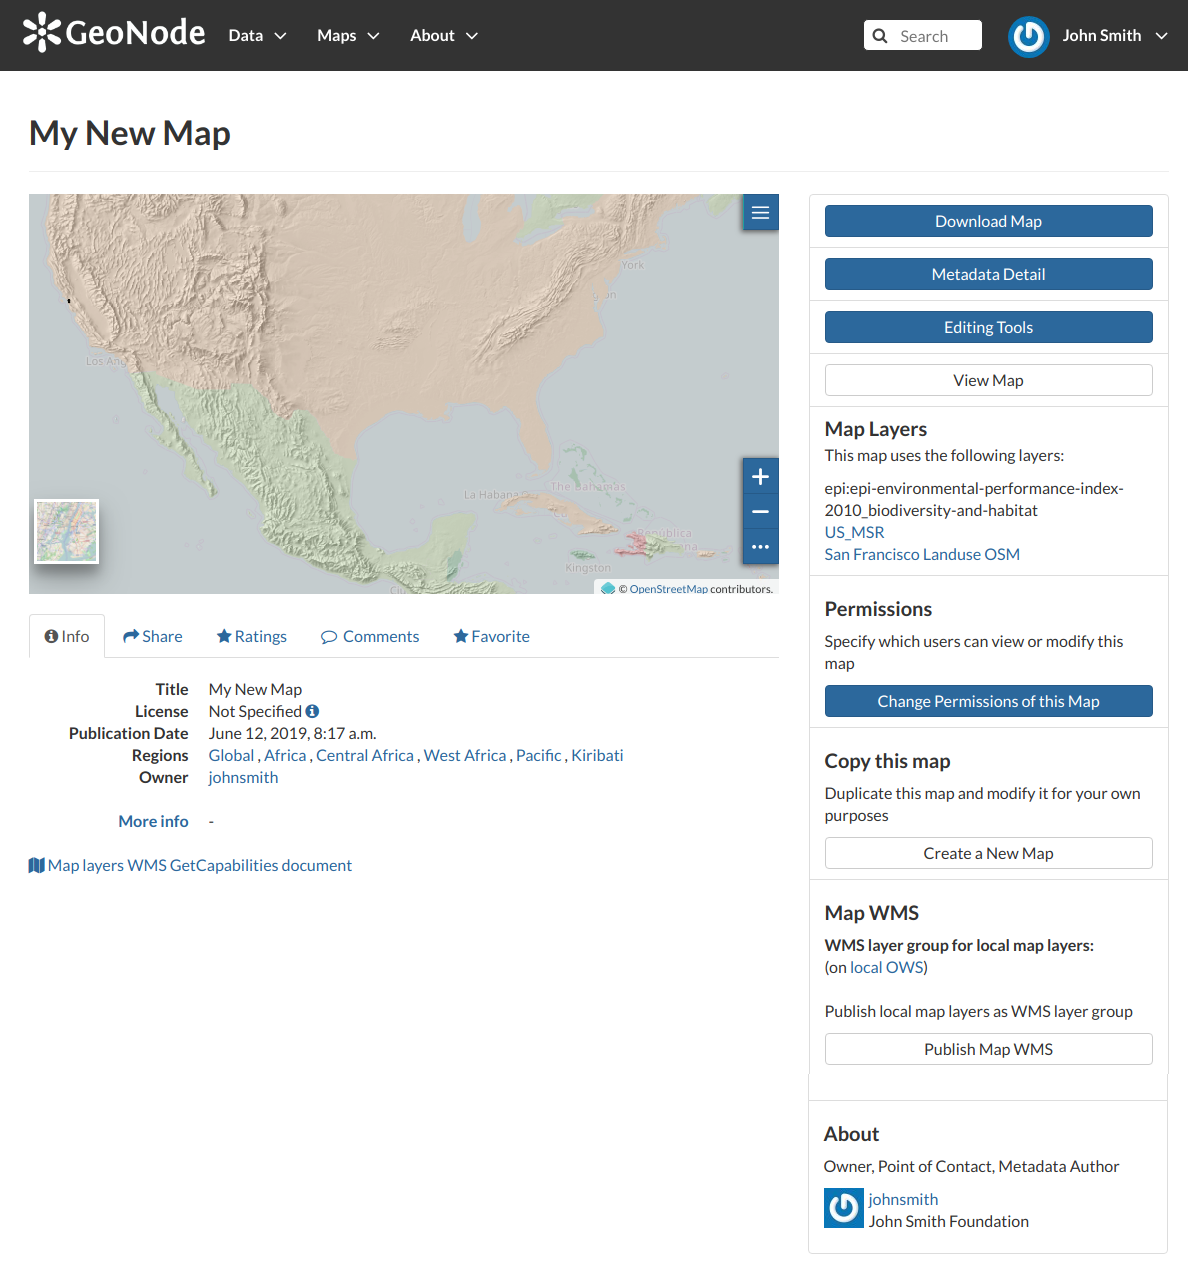 GeoNode Data Maps About Search John Smith
My New Map
York
Los Ang
La Habana
The Bahamas
Kingston
© OpenStreetMap contributors.
Info Share Ratings Comments Favorite
Title My New Map
License Not Specified
Publication Date June 12, 2019, 8:17 a.m.
Regions Global , Africa , Central Africa , West Africa , Pacific , Kiribati
Owner johnsmith
More info -
Map layers WMS GetCapabilities document
Download Map
Metadata Detail
Editing Tools
View Map
Map Layers
This map uses the following layers:
epi:epi-environmental-performance-index-
2010_biodiversity-and-habitat
US_MSR
San Francisco Landuse OSM
Permissions
Specify which users can view or modify this
map
Change Permissions of this Map
Copy this map
Duplicate this map and modify it for your own
purposes
Create a New Map
Map WMS
WMS layer group for local map layers:
(on local OWS)
Publish local map layers as WMS layer group
Publish Map WMS
About
Owner, Point of Contact, Metadata Author
johnsmith
John Smith Foundation